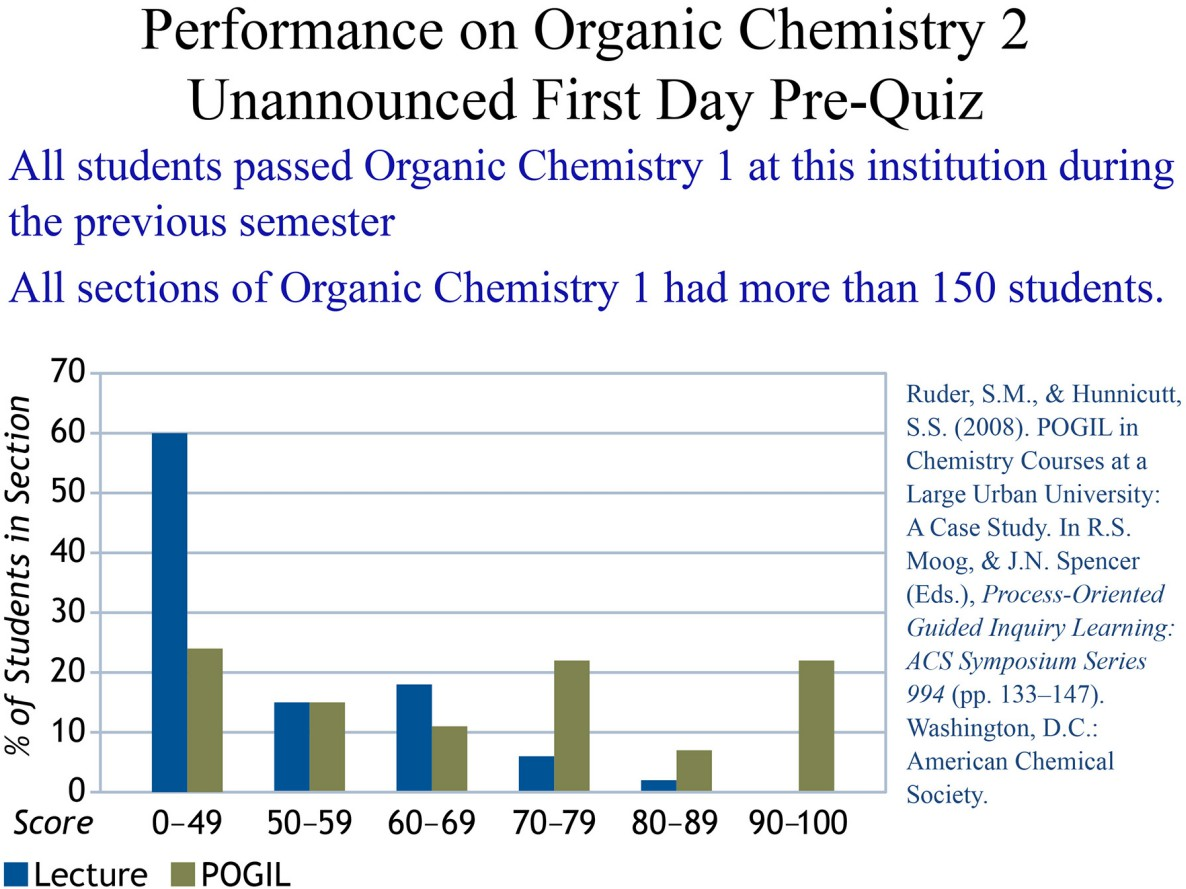 Performance on Organic Chemistry 2
Unannounced First Day Pre-Quiz
All students passed Organic Chemistry 1 at this institution during
the previous semester
All sections of Organic Chemistry 1 had more than 150 students.
% of Students in Section
70
60
50
40
30
20
10
0
Score 0–49 50–59 60–69 70–79 80–89 90–100
Lecture POGIL
Ruder, S.M., & Hunnicutt,
S.S. (2008). POGIL in
Chemistry Courses at a
Large Urban University:
A Case Study. In R.S.
Moog, & J.N. Spencer
(Eds.), Process-Oriented
Guided Inquiry Learning:
ACS Symposium Series
994 (pp. 133–147).
Washington, D.C.:
American Chemical
Society.